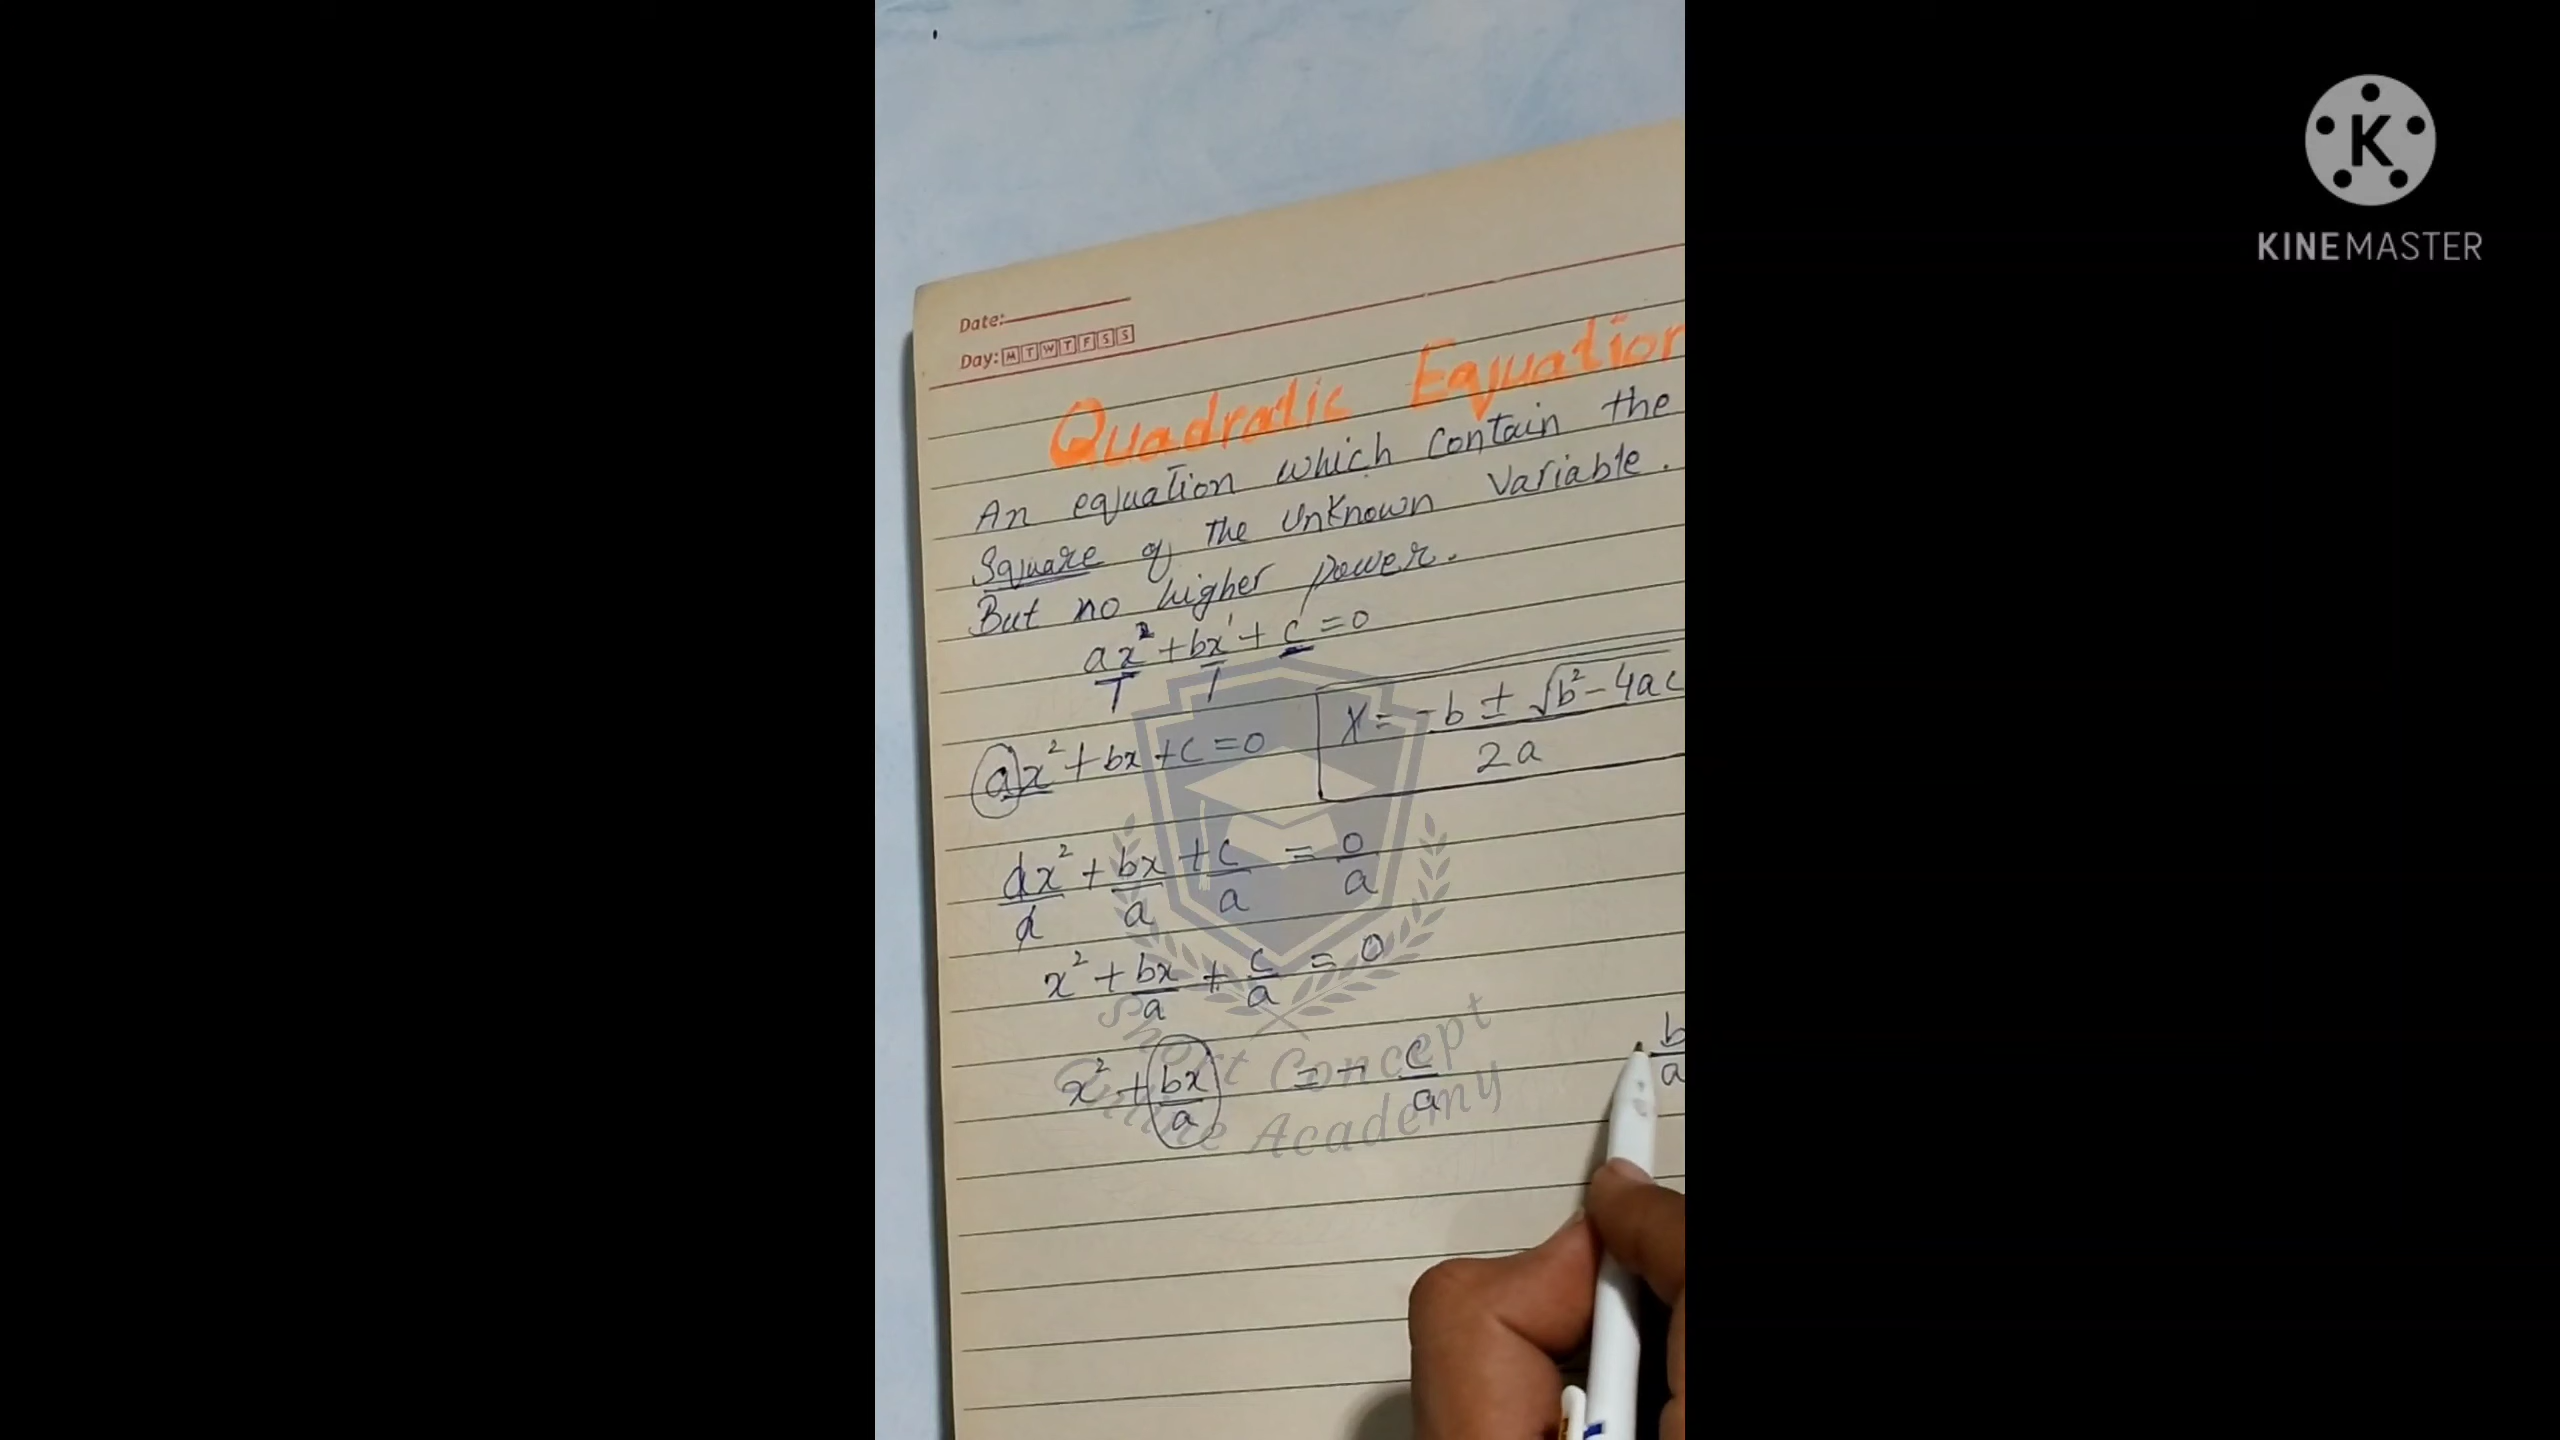 K
KINEMASTER
Date:
Day: M T W T F S S
Quadratic Equation
An equation which contain the
Square of the Unknown Variable.
But no higher power.
ax² + bx¹ + c = 0
ax² + bx + c = 0
X = -b ± √b² - 4ac
2a
ax²/a + bx/a + c/a = 0/a
x² + bx/a + c/a = 0
x² + bx/a = - c/a
b/a
Short Concept
Online Academy